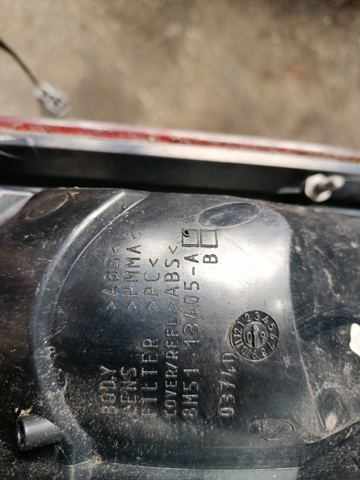 BODY >ABS<
LENS >PMMA<
FILTER >PC<
COVER/REFL >ABS<
8M51-13405-A
B
0374D